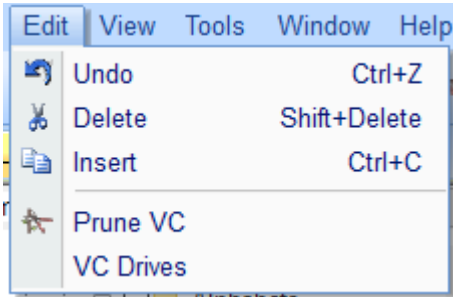 Edit View Tools Window Help
Undo Ctrl+Z
Delete Shift+Delete
Insert Ctrl+C
Prune VC
VC Drives